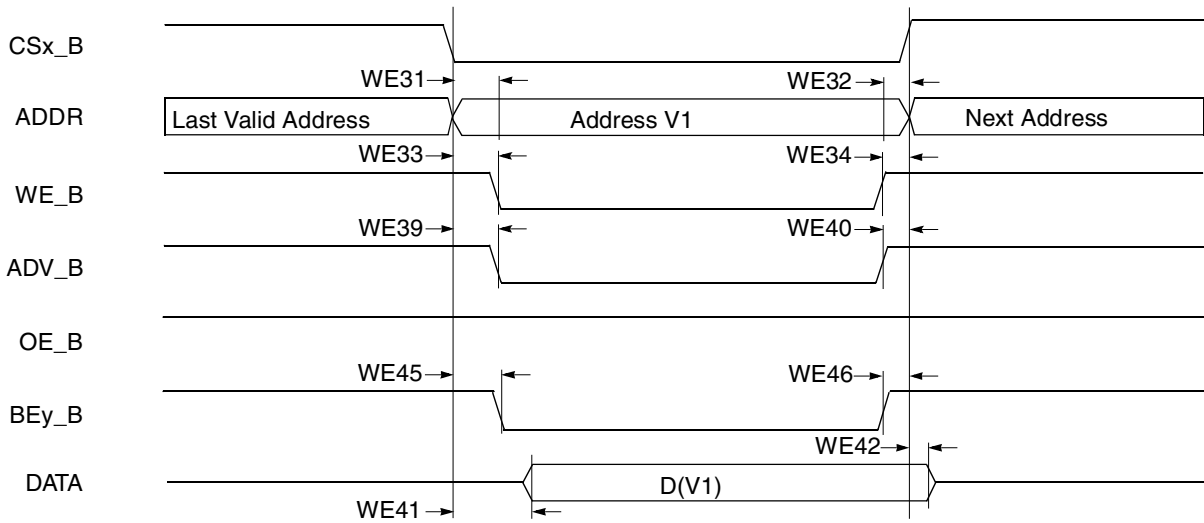 CSx_B
WE31
WE32
ADDR
Last Valid Address
Address V1
Next Address
WE33
WE34
WE_B
WE39
WE40
ADV_B
OE_B
WE45
WE46
BEy_B
WE42
DATA
D(V1)
WE41